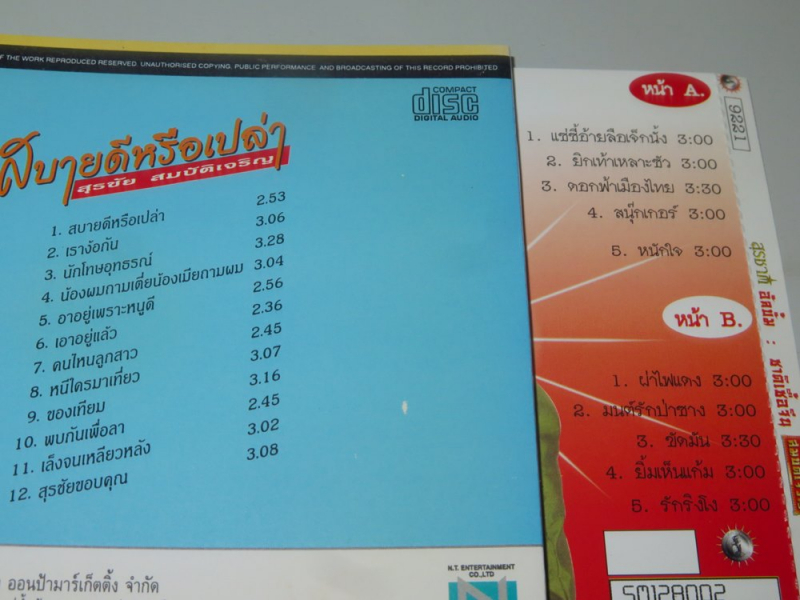 OF THE WORK REPRODUCED RESERVED. UNAUTHORISED COPYING, PUBLIC PERFORMANCE AND BROADCASTING OF THIS RECORD PROHIBITED
COMPACT
disc
DIGITAL AUDIO
สบายดีหรือเปล่า
สุรชัย สมบัติเจริญ
1. สบายดีหรือเปล่า 2.53
2. เรางัอกัน 3.06
3. นักโทษอุทธรณ์ 3.28
4. น้องผมถามเตี่ยน้องเมียถามผม 3.04
5. อาอยู่เพราะหนูดี 2.56
6. เอาอยู่แล้ว 2.36
7. คนไหนลูกสาว 2.45
8. หนีใครมาเที่ยว 3.07
9. ของเทียม 3.16
10. พบกันเพื่อลา 2.45
11. เล็งจนเหลียวหลัง 3.02
12. สุรชัยขอบคุณ 3.08
ออนป้ามาร์เก็ตติ้ง จำกัด
N.T. ENTERTAINMENT
CO.,LTD
หน้า A.
1. แซ่ซี้อ้ายลือเจ็กนั้ง 3:00
2. ยิกเท้าเหลาะซัว 3:00
3. ดอกฟ้าเมืองไทย 3:30
4. สนุ๊กเกอร์ 3:00
5. หนักใจ 3:00
หน้า B.
1. ฝ่าไฟแดง 3:00
2. มนต์รักป่าซาง 3:00
3. ขัดมัน 3:30
4. ยิ้มเห็นแก้ม 3:00
5. รักริงโง 3:00
9221
SM128002